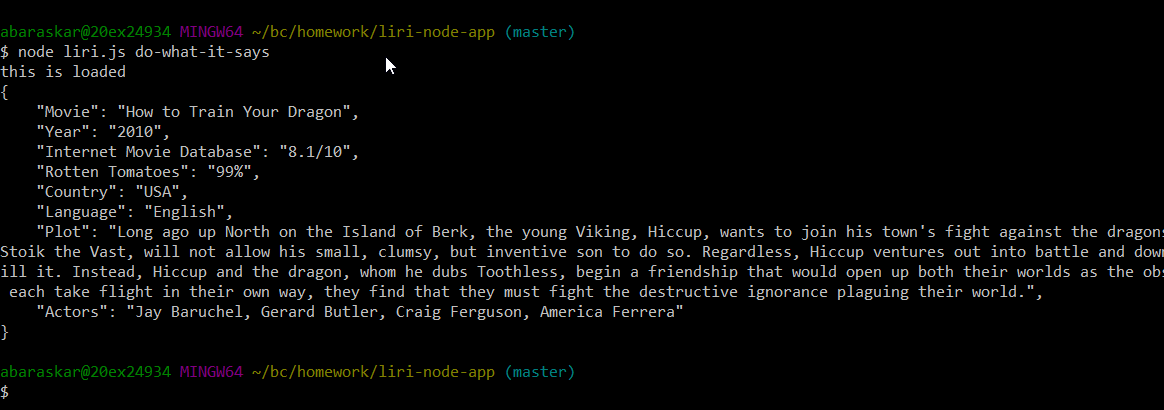 abaraskar@20ex24934 MINGW64 ~/bc/homework/liri-node-app (master)
$ node liri.js do-what-it-says
this is loaded
{
    "Movie": "How to Train Your Dragon",
    "Year": "2010",
    "Internet Movie Database": "8.1/10",
    "Rotten Tomatoes": "99%",
    "Country": "USA",
    "Language": "English",
    "Plot": "Long ago up North on the Island of Berk, the young Viking, Hiccup, wants to join his town's fight against the dragons
Stoik the Vast, will not allow his small, clumsy, but inventive son to do so. Regardless, Hiccup ventures out into battle and down
ill it. Instead, Hiccup and the dragon, whom he dubs Toothless, begin a friendship that would open up both their worlds as the obs
 each take flight in their own way, they find that they must fight the destructive ignorance plaguing their world.",
    "Actors": "Jay Baruchel, Gerard Butler, Craig Ferguson, America Ferrera"
}
abaraskar@20ex24934 MINGW64 ~/bc/homework/liri-node-app (master)
$